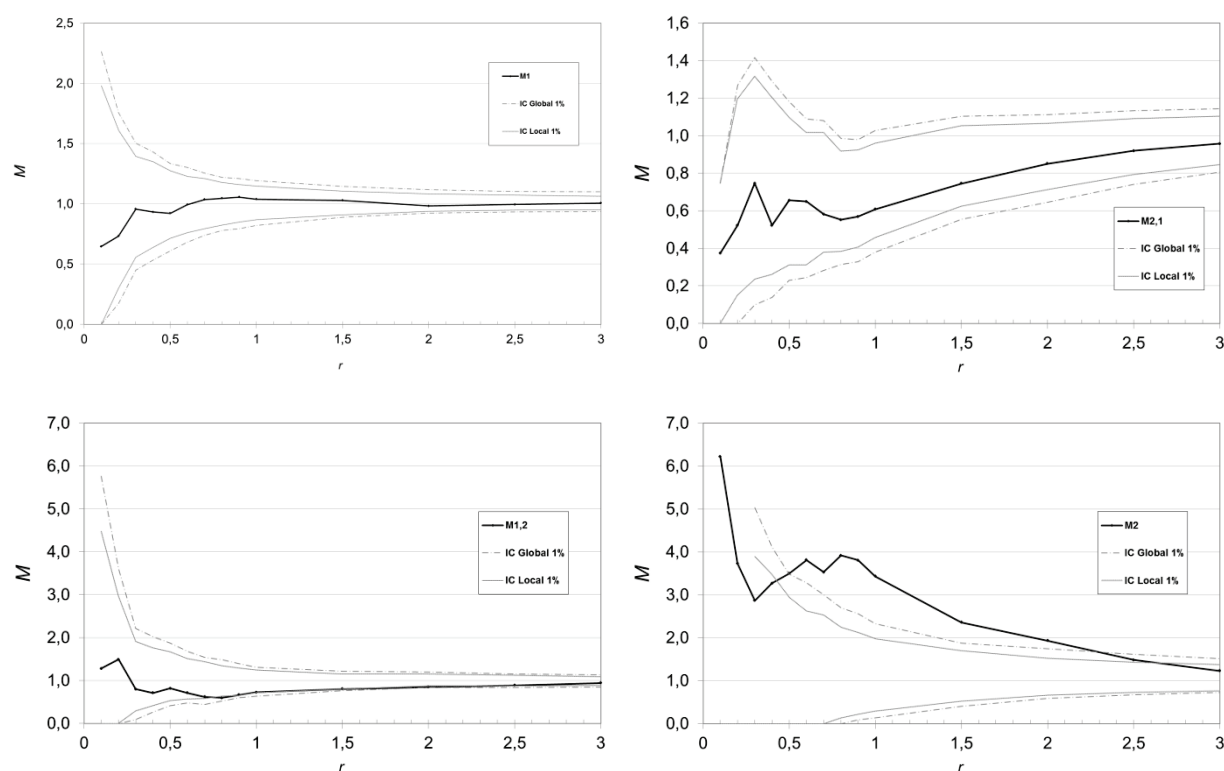 2,5
2,0
1,5
1,0
0,5
0,0
M
M1
IC Global 1%
IC Local 1%
0 0,5 1 1,5 2 2,5 3
r
1,6
1,4
1,2
1,0
0,8
0,6
0,4
0,2
0,0
M
M2,1
IC Global 1%
IC Local 1%
0 0,5 1 1,5 2 2,5 3
r
7,0
6,0
5,0
4,0
3,0
2,0
1,0
0,0
M
M1,2
IC Global 1%
IC Local 1%
0 0,5 1 1,5 2 2,5 3
r
7,0
6,0
5,0
4,0
3,0
2,0
1,0
0,0
M
M2
IC Global 1%
IC Local 1%
0 0,5 1 1,5 2 2,5 3
r